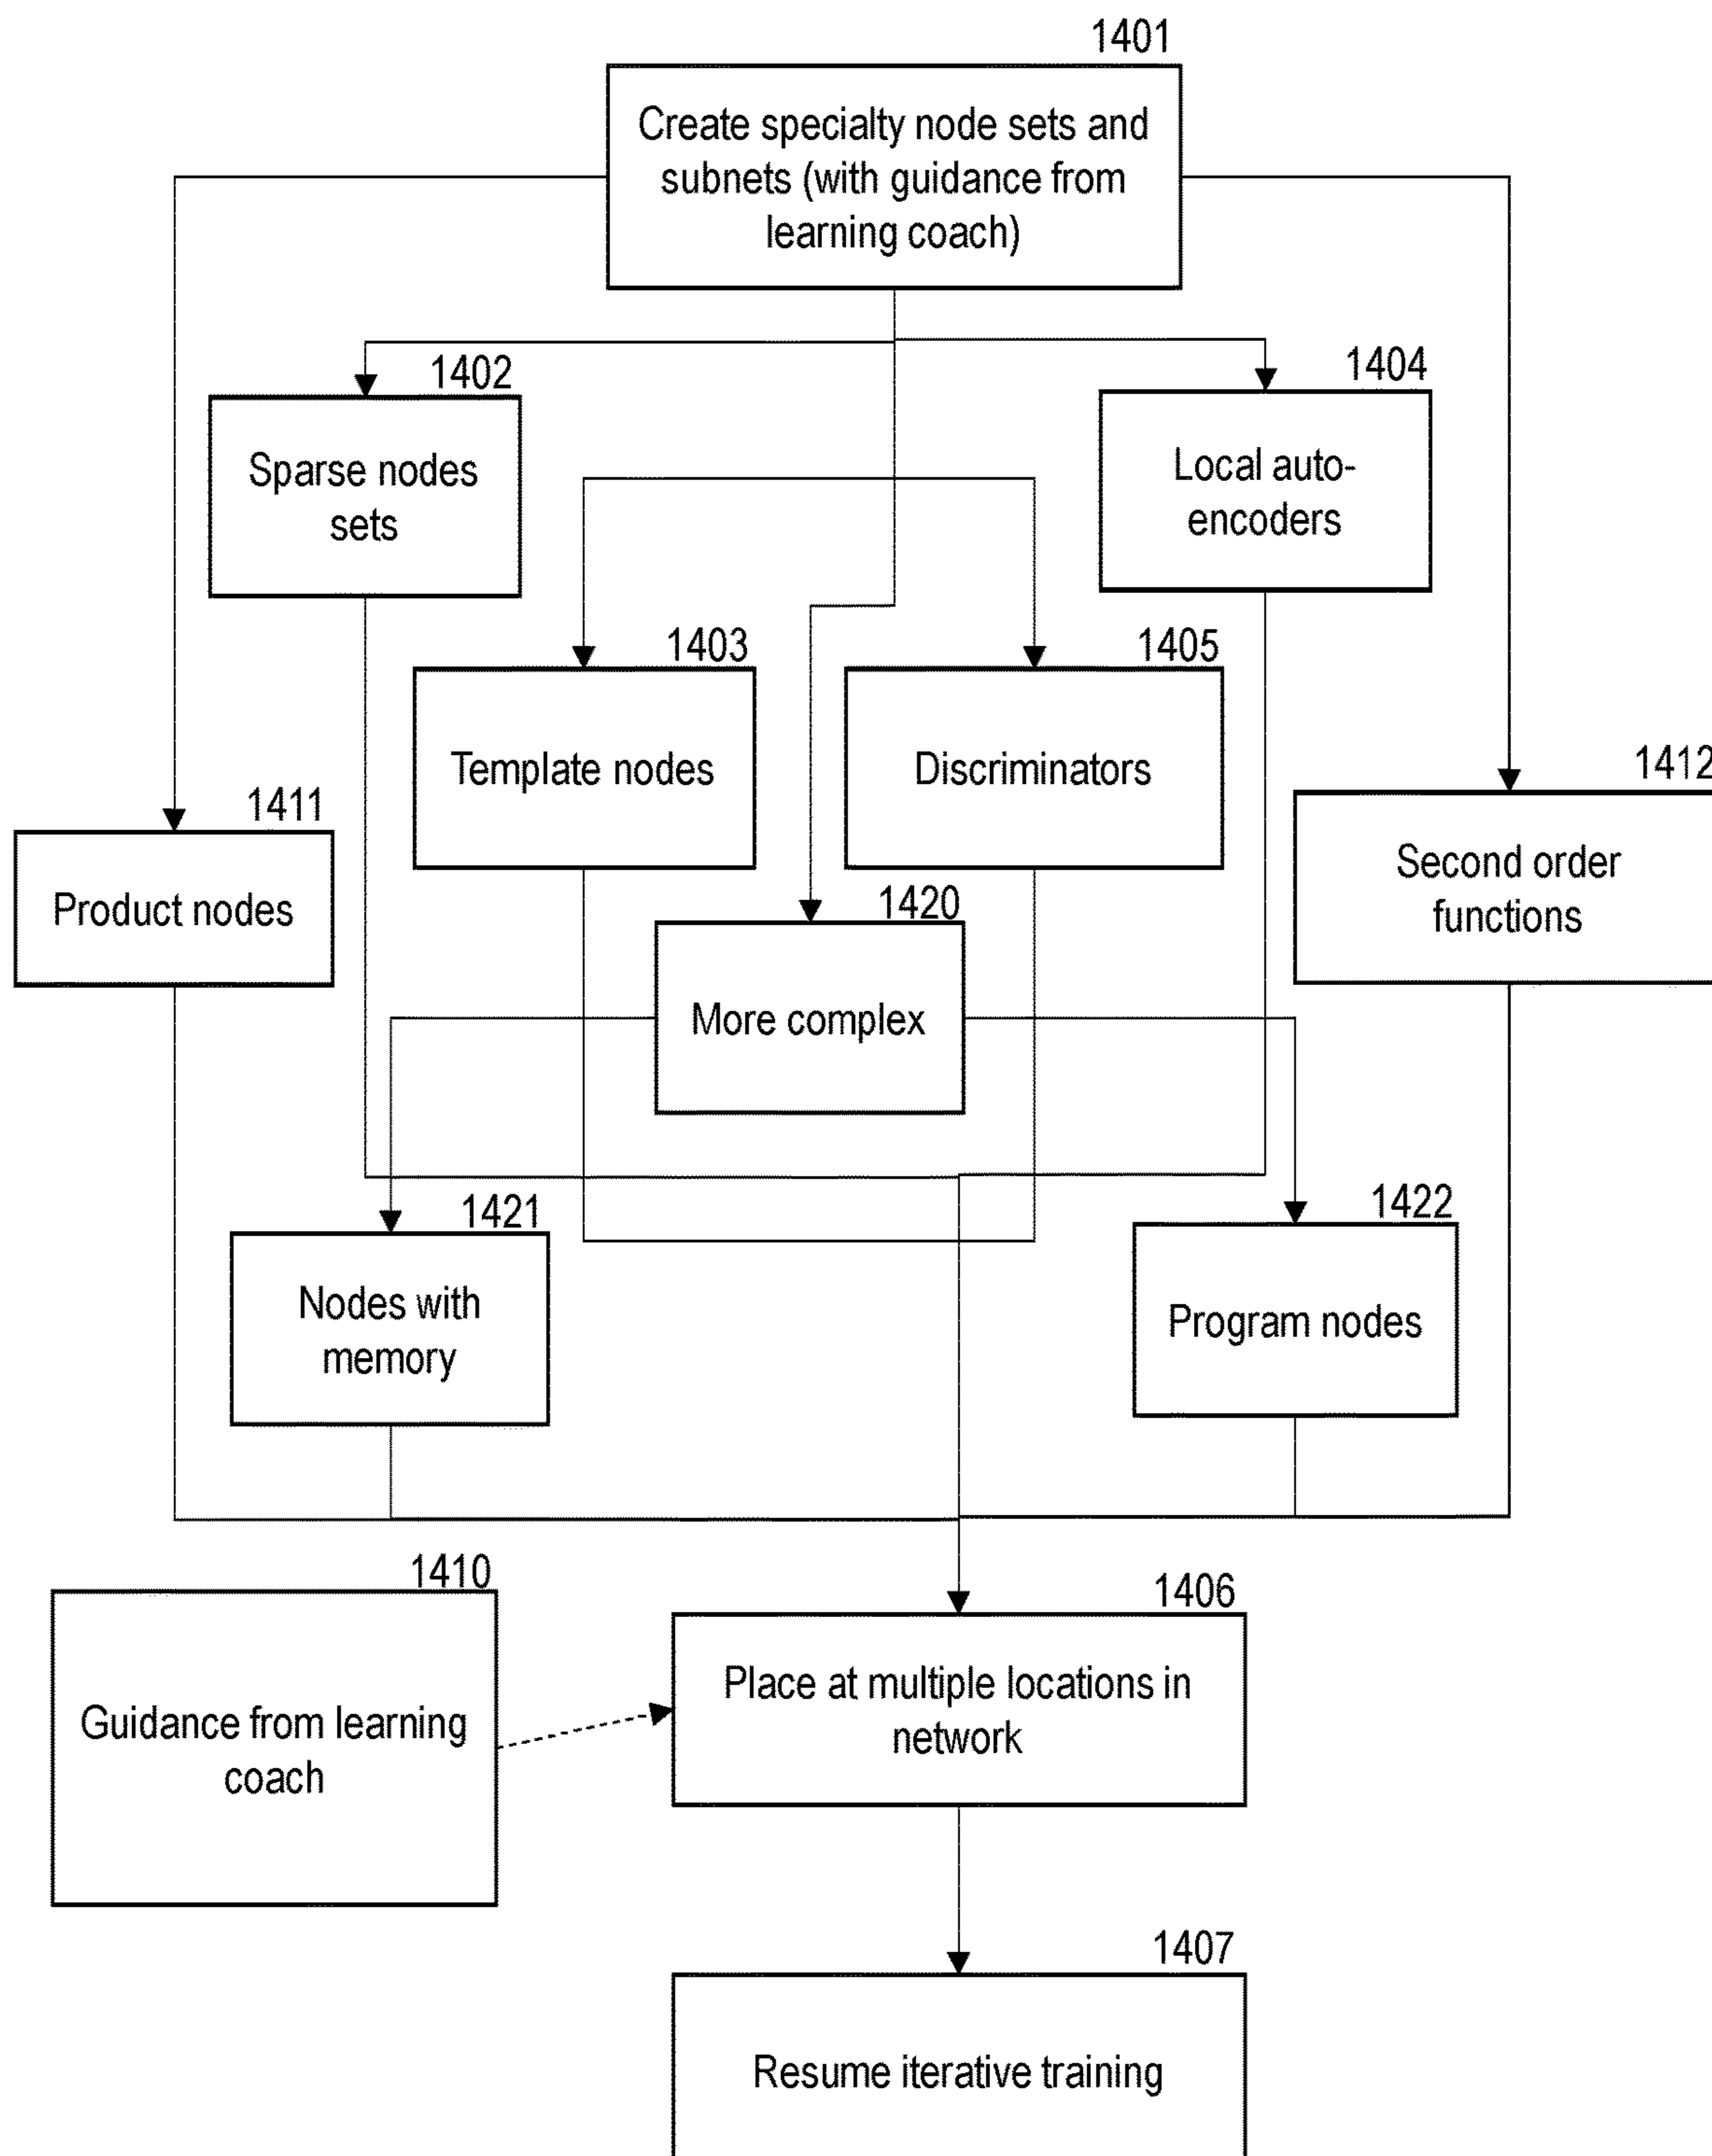 1401
Create specialty node sets and
subnets (with guidance from
learning coach)
1402
Sparse nodes
sets
1404
Local auto-
encoders
1403
Template nodes
1405
Discriminators
1411
Product nodes
1412
Second order
functions
1420
More complex
1421
Nodes with
memory
1422
Program nodes
1410
Guidance from learning
coach
1406
Place at multiple locations in
network
1407
Resume iterative training